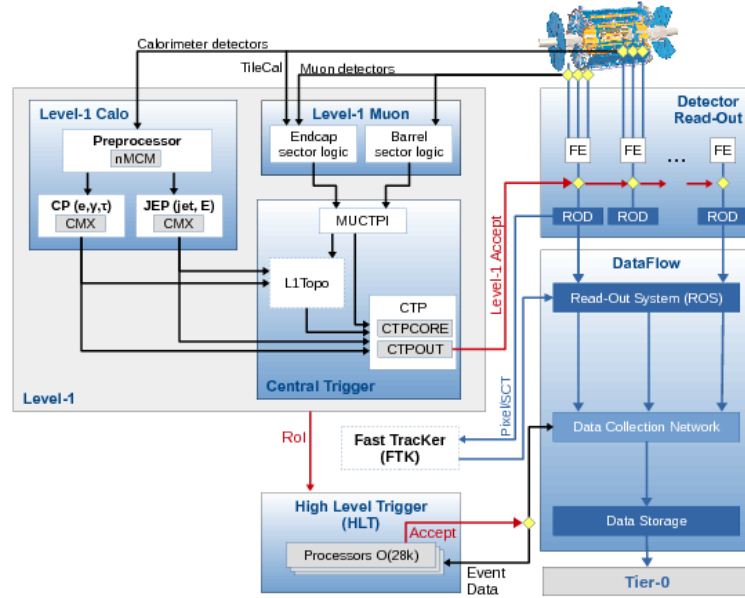 Calorimeter detectors
TileCal
Muon detectors
Level-1 Calo
Preprocessor
nMCM
CP (e,γ,τ)
CMX
JEP (jet, E)
CMX
Level-1 Muon
Endcap
sector logic
Barrel
sector logic
MUCTPI
L1Topo
CTP
CTPCORE
CTPOUT
Central Trigger
Level-1
Detector
Read-Out
FE
FE
...
FE
ROD
ROD
ROD
Level-1 Accept
DataFlow
Read-Out System (ROS)
Pixel/SCT
Data Collection Network
Data Storage
Tier-0
RoI
Fast TracKer
(FTK)
High Level Trigger
(HLT)
Accept
Processors O(28k)
Event
Data